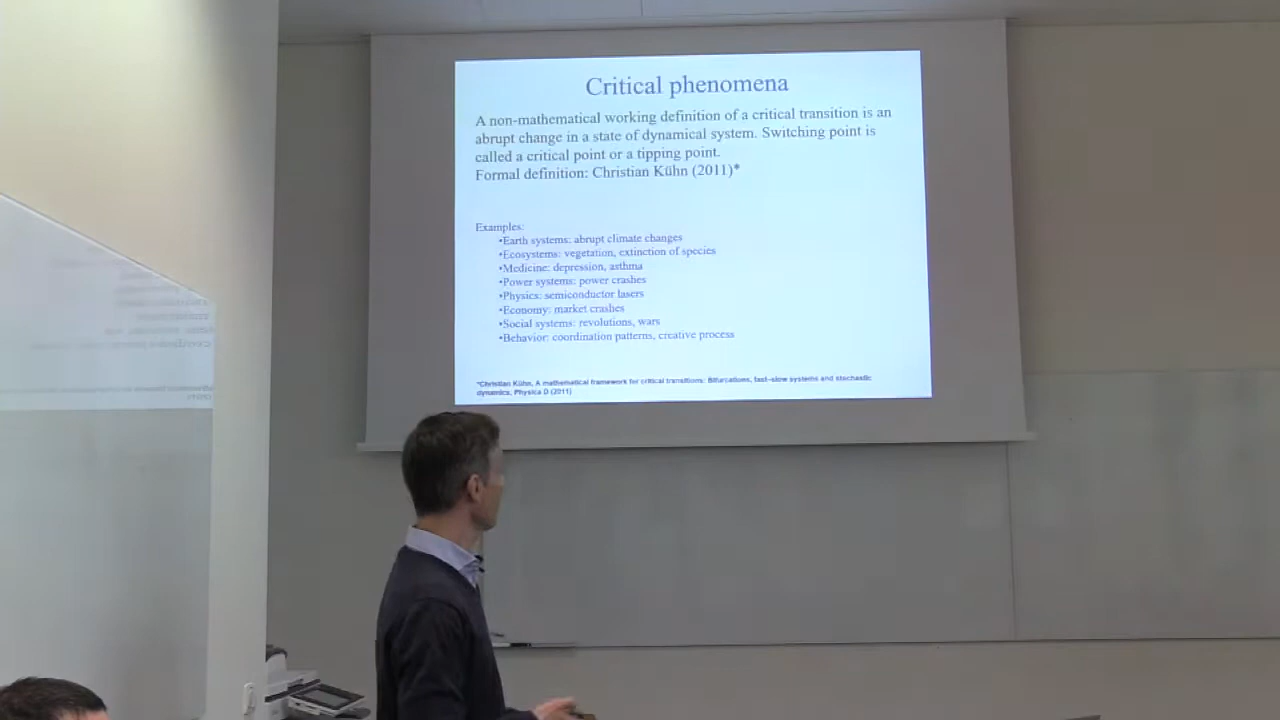 Critical phenomena
A non-mathematical working definition of a critical transition is an
abrupt change in a state of dynamical system. Switching point is
called a critical point or a tipping point.
Formal definition: Christian Kühn (2011)*
Examples:
•Earth systems: abrupt climate changes
•Ecosystems: vegetation, extinction of species
•Medicine: depression, asthma
•Power systems: power crashes
•Physics: semiconductor lasers
•Economy: market crashes
•Social systems: revolutions, wars
•Behavior: coordination patterns, creative process
*Christian Kühn, A mathematical framework for critical transitions: Bifurcations, fast–slow systems and stochastic
dynamics, Physica D (2011)